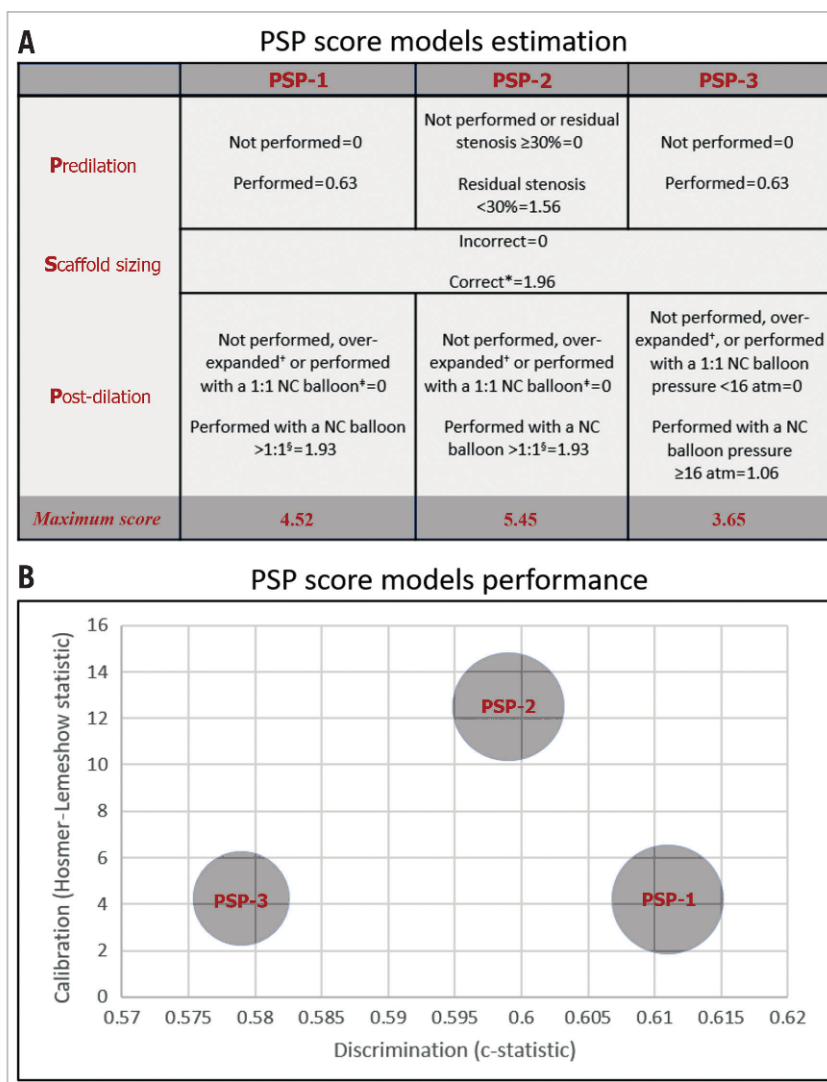 A
PSP score models estimation
PSP-1
PSP-2
PSP-3
Predilation
Not performed=0
Performed=0.63
Not performed or residual
stenosis ≥30%=0
Residual stenosis
<30%=1.56
Not performed=0
Performed=0.63
Scaffold sizing
Incorrect=0
Correct*=1.96
Post-dilation
Not performed, over-
expanded† or performed
with a 1:1 NC balloon‡=0
Performed with a NC balloon
>1:1§=1.93
Not performed, over-
expanded† or performed
with a 1:1 NC balloon‡=0
Performed with a NC
balloon >1:1§=1.93
Not performed, over-
expanded†, or performed
with a 1:1 NC balloon
pressure <16 atm=0
Performed with a NC
balloon pressure
≥16 atm=1.06
Maximum score
4.52
5.45
3.65
B
PSP score models performance
Calibration (Hosmer-Lemeshow statistic)
16
14
12
10
8
6
4
2
0
PSP-2
PSP-3
PSP-1
0.57
0.575
0.58
0.585
0.59
0.595
0.6
0.605
0.61
0.615
0.62
Discrimination (c-statistic)